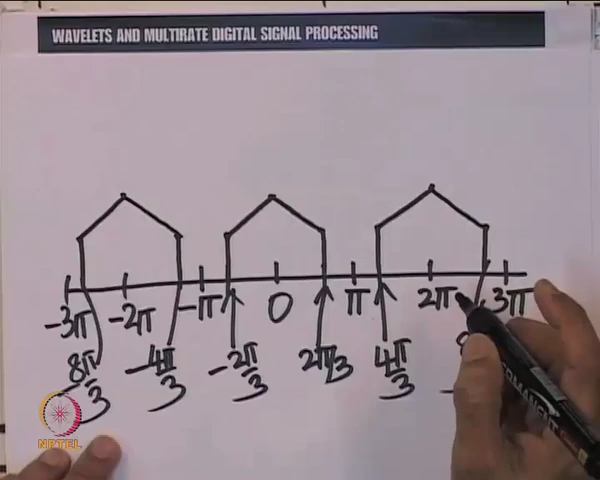 WAVELETS AND MULTIRATE DIGITAL SIGNAL PROCESSING
-3π -2π -π 0 π 2π 3π
-8π/3 -4π/3 -2π/3 2π/3 4π/3
PERMANENT
NPTEL